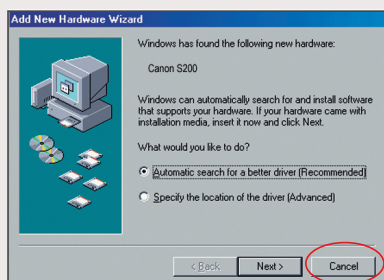 Add New Hardware Wizard
Windows has found the following new hardware:
Canon S200
Windows can automatically search for and install software
that supports your hardware. If your hardware came with
installation media, insert it now and click Next.
What would you like to do?
Automatic search for a better driver (Recommended)
Specify the location of the driver (Advanced)
< Back Next > Cancel